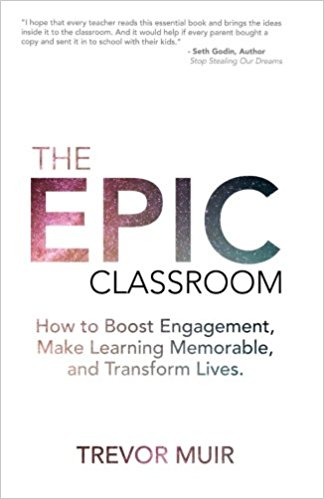 "I hope that every teacher reads this essential book and brings the ideas
inside it to the classroom. And it would help if every parent bought a
copy and sent it in to school with their kids."
- Seth Godin, Author
Stop Stealing Our Dreams
THE
EPIC
CLASSROOM
How to Boost Engagement,
Make Learning Memorable,
and Transform Lives.
TREVOR MUIR